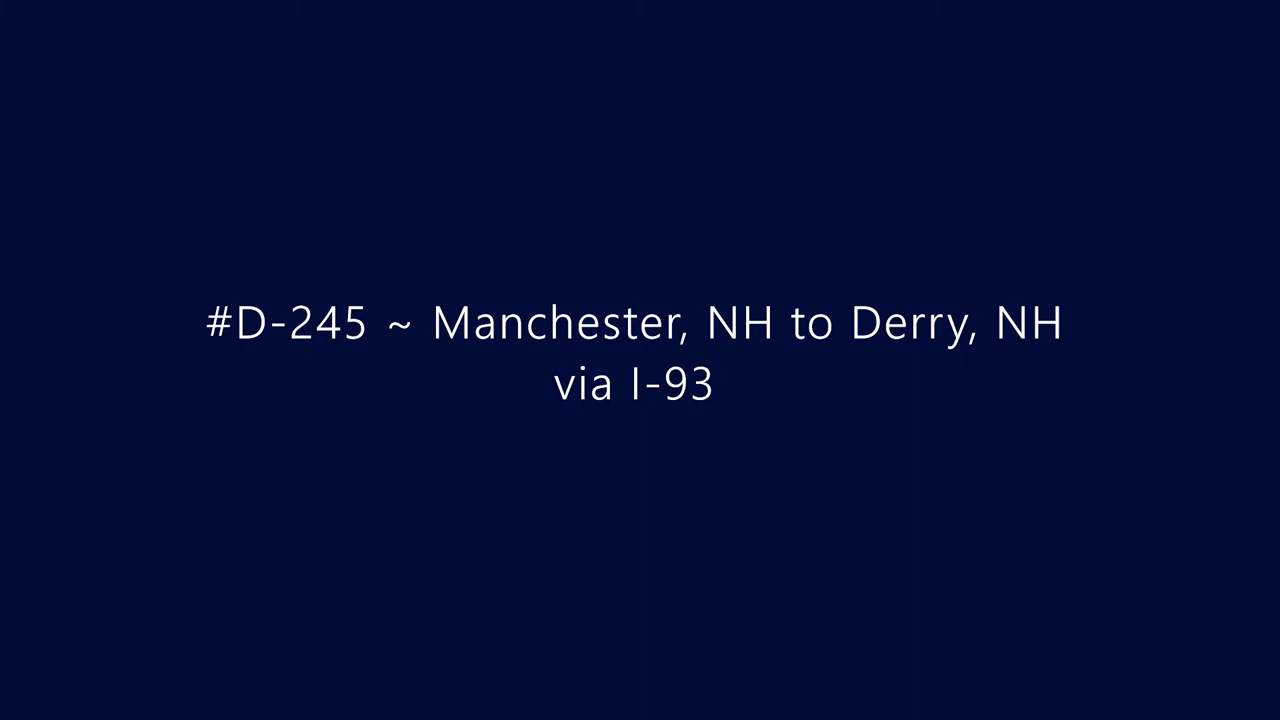 #D-245 ~ Manchester, NH to Derry, NH
via I-93